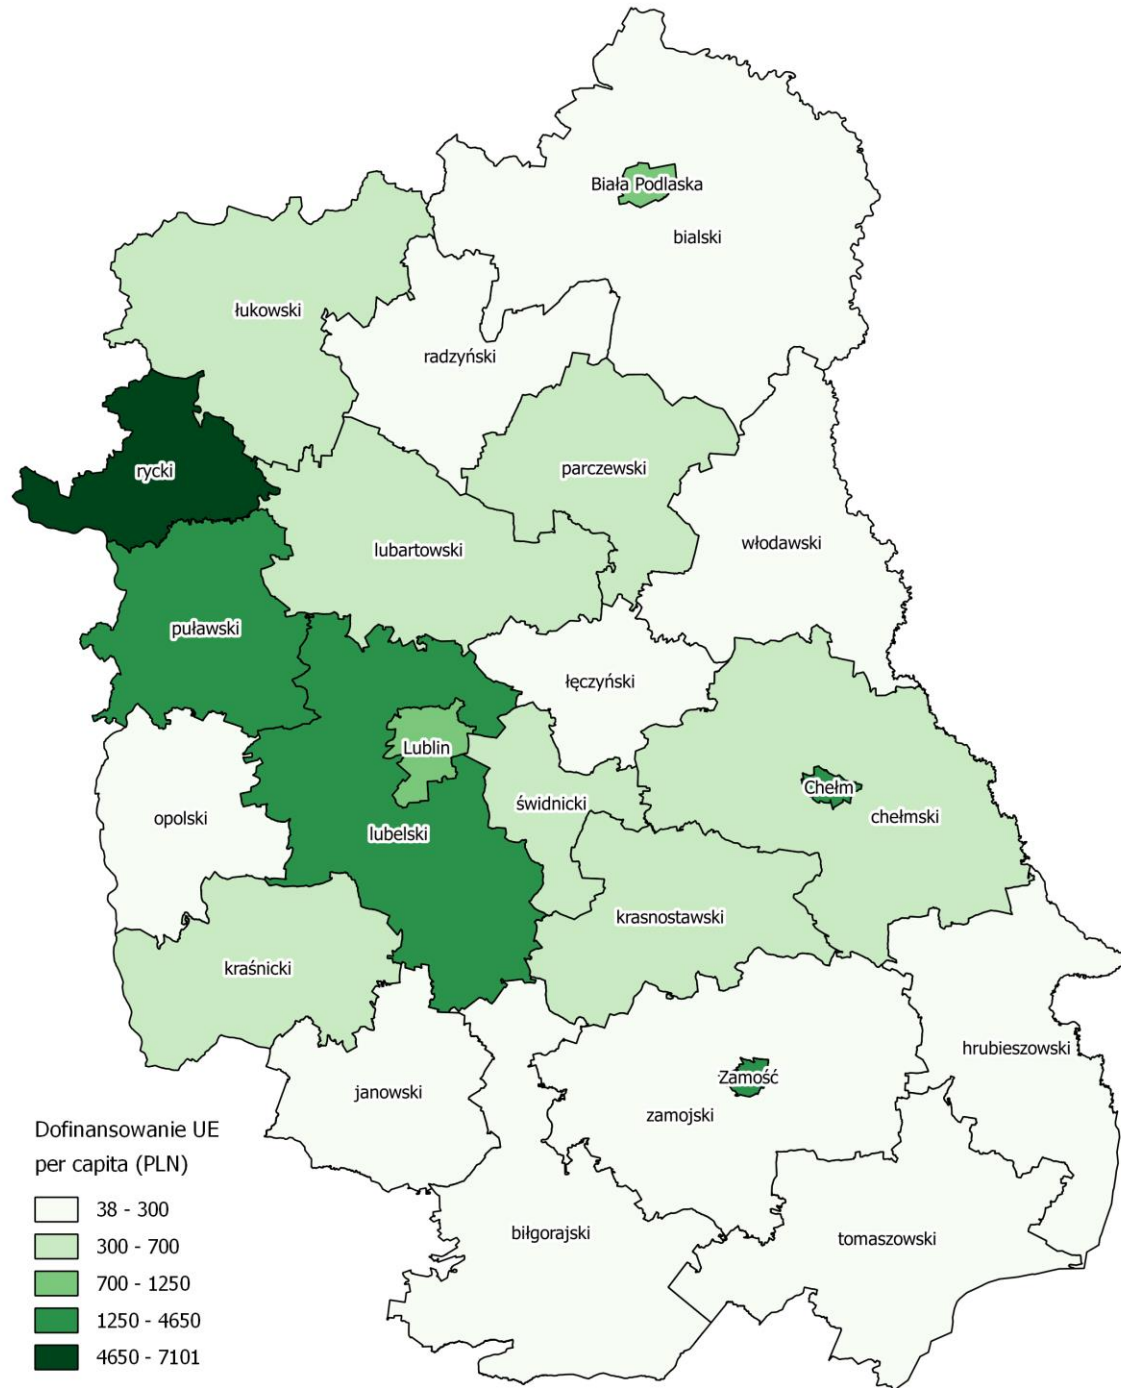 Biała Podlaska
bialski
łukowski
radzyński
rycki
parczewski
włodawski
lubartowski
puławski
łęczyński
Lublin
świdnicki
Chełm
opolski
lubelski
chełmski
krasnostawski
kraśnicki
hrubieszowski
janowski
Zamość
zamojski
biłgorajski
tomaszowski
Dofinansowanie UE
per capita (PLN)
38 - 300
300 - 700
700 - 1250
1250 - 4650
4650 - 7101